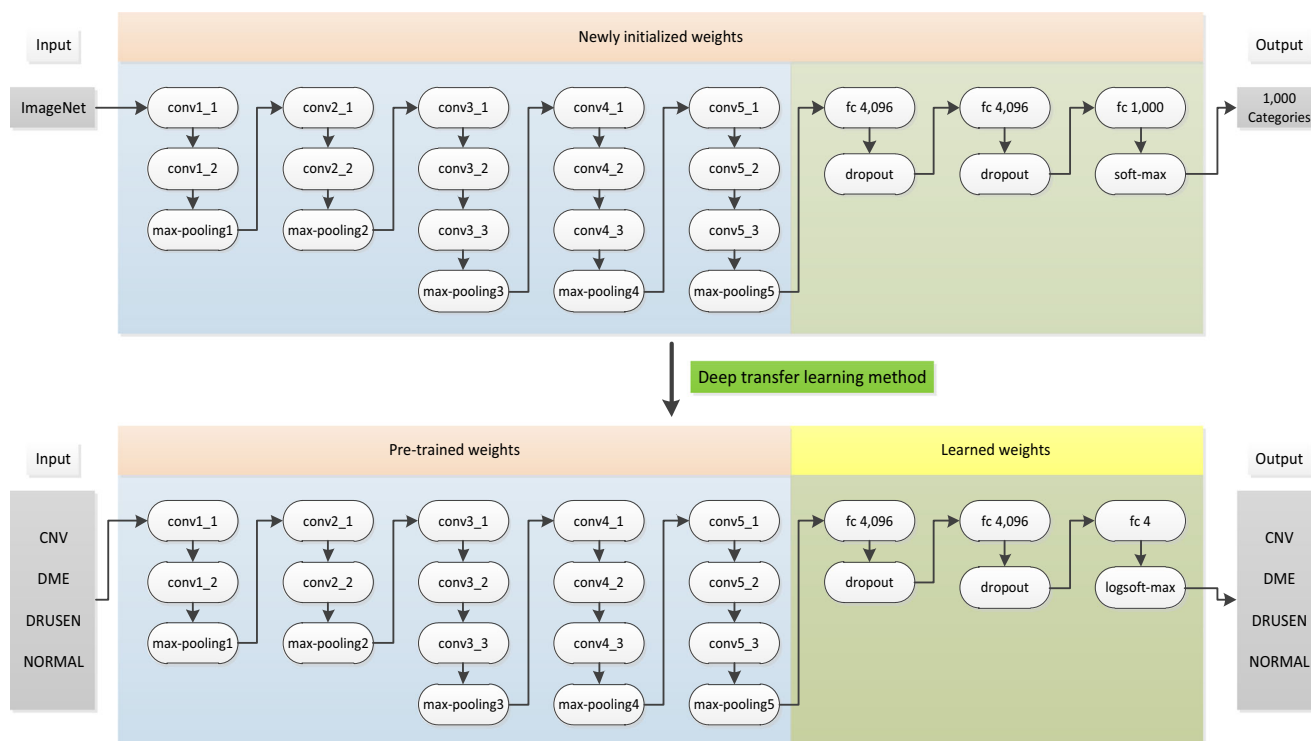 Input
Newly initialized weights
Output
ImageNet
conv1_1
conv1_2
max-pooling1
conv2_1
conv2_2
max-pooling2
conv3_1
conv3_2
conv3_3
max-pooling3
conv4_1
conv4_2
conv4_3
max-pooling4
conv5_1
conv5_2
conv5_3
max-pooling5
fc 4,096
dropout
fc 4,096
dropout
fc 1,000
soft-max
1,000
Categories
Deep transfer learning method
Input
Pre-trained weights
Learned weights
Output
CNV
DME
DRUSEN
NORMAL
conv1_1
conv1_2
max-pooling1
conv2_1
conv2_2
max-pooling2
conv3_1
conv3_2
conv3_3
max-pooling3
conv4_1
conv4_2
conv4_3
max-pooling4
conv5_1
conv5_2
conv5_3
max-pooling5
fc 4,096
dropout
fc 4,096
dropout
fc 4
logsoft-max
CNV
DME
DRUSEN
NORMAL